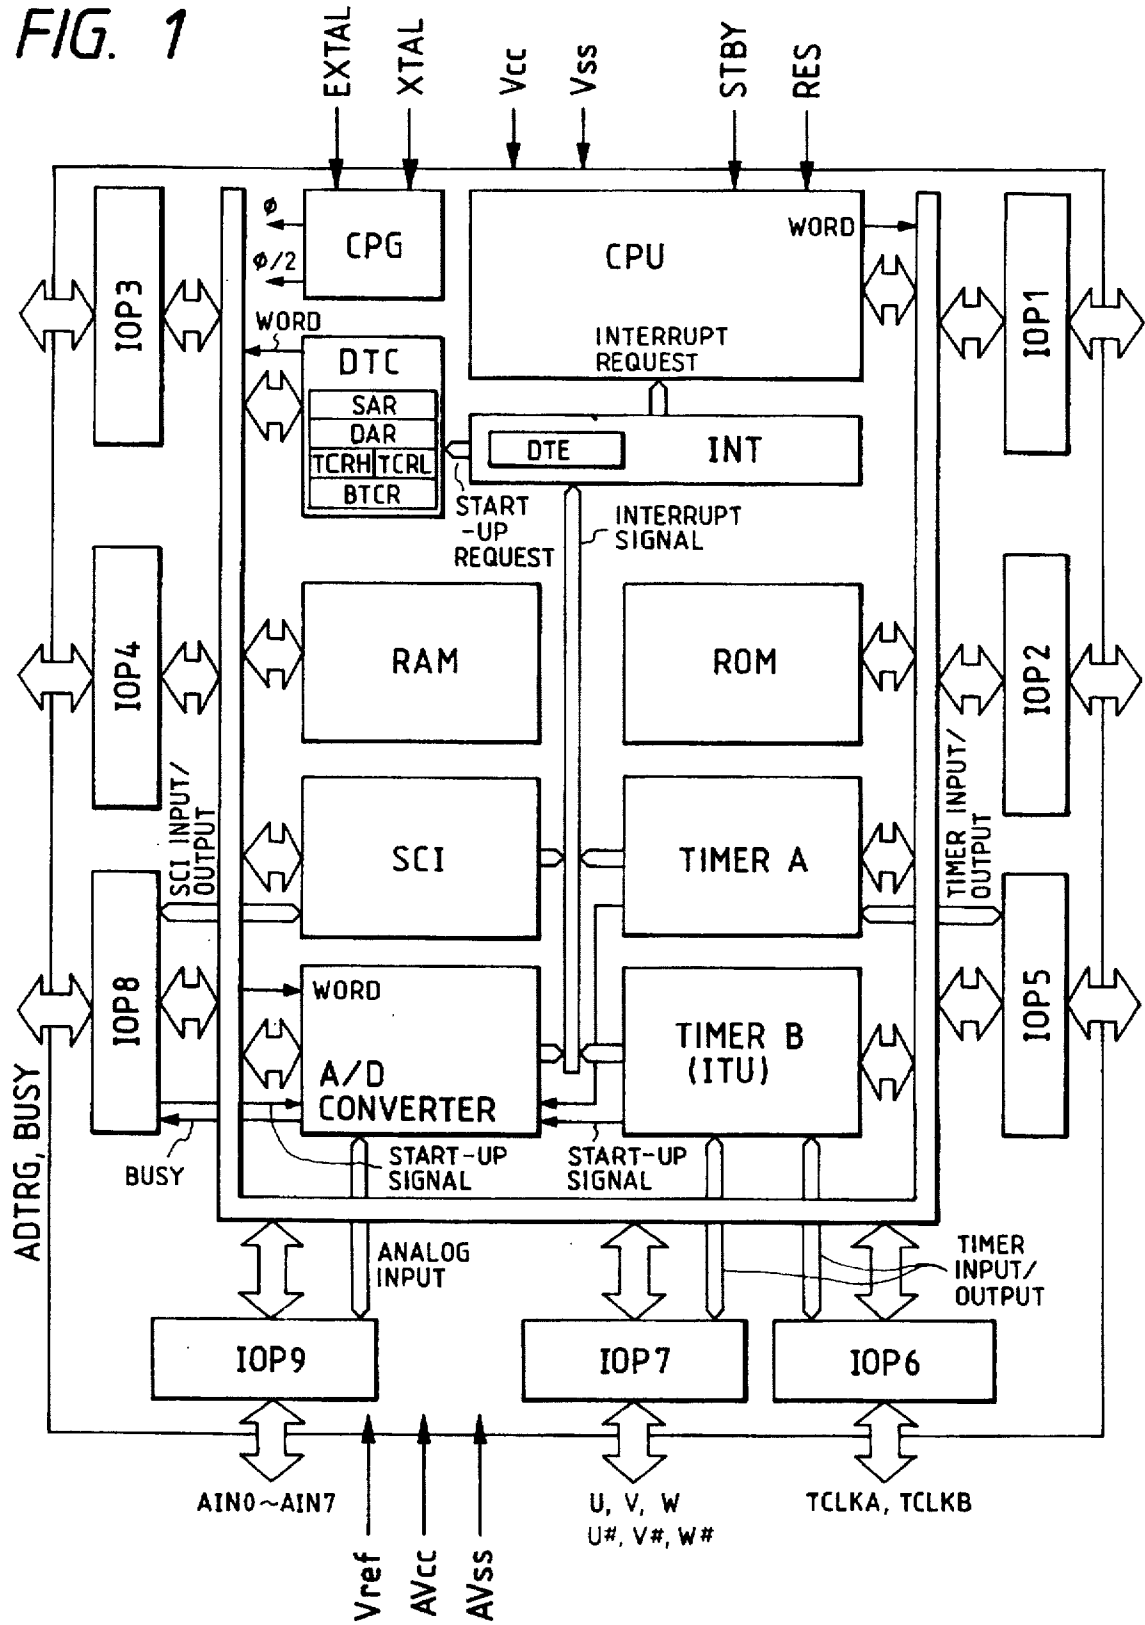 FIG. 1
EXTAL
XTAL
Vcc
Vss
STBY
RES
IOP3
ø
ø/2
CPG
CPU
WORD
IOP1
WORD
DTC
SAR
DAR
TCRH
TCRL
BTCR
INTERRUPT
REQUEST
DTE
INT
START
-UP
REQUEST
INTERRUPT
SIGNAL
IOP4
RAM
ROM
IOP2
SCI INPUT/
OUTPUT
SCI
TIMER A
TIMER INPUT/
OUTPUT
IOP8
WORD
A/D
CONVERTER
TIMER B
(ITU)
IOP5
ADTRG, BUSY
BUSY
START-UP
SIGNAL
START-UP
SIGNAL
ANALOG
INPUT
TIMER
INPUT/
OUTPUT
IOP9
IOP7
IOP6
AIN0~AIN7
Vref
AVcc
AVss
U, V, W
U#, V#, W#
TCLKA, TCLKB